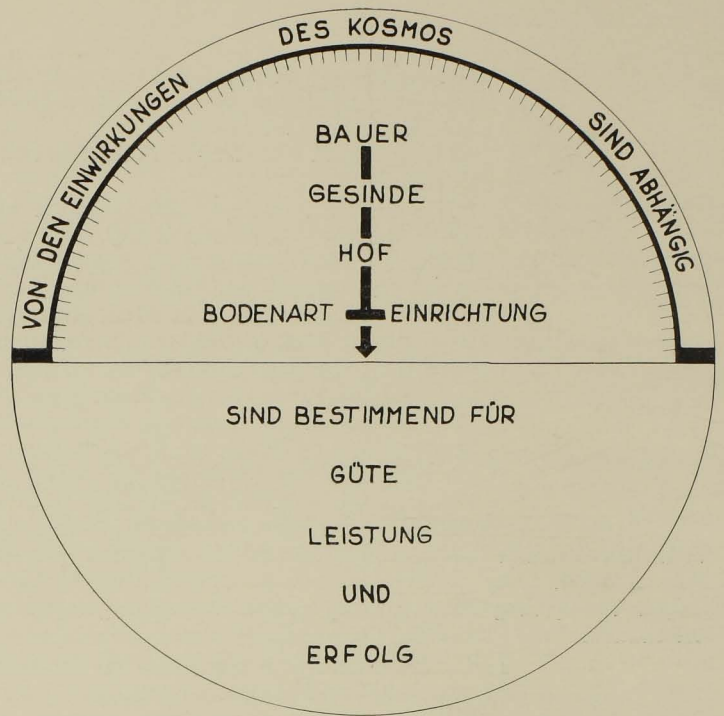 VON DEN EINWIRKUNGEN DES KOSMOS SIND ABHÄNGIG
BAUER
GESINDE
HOF
BODENART EINRICHTUNG
SIND BESTIMMEND FÜR
GÜTE
LEISTUNG
UND
ERFOLG